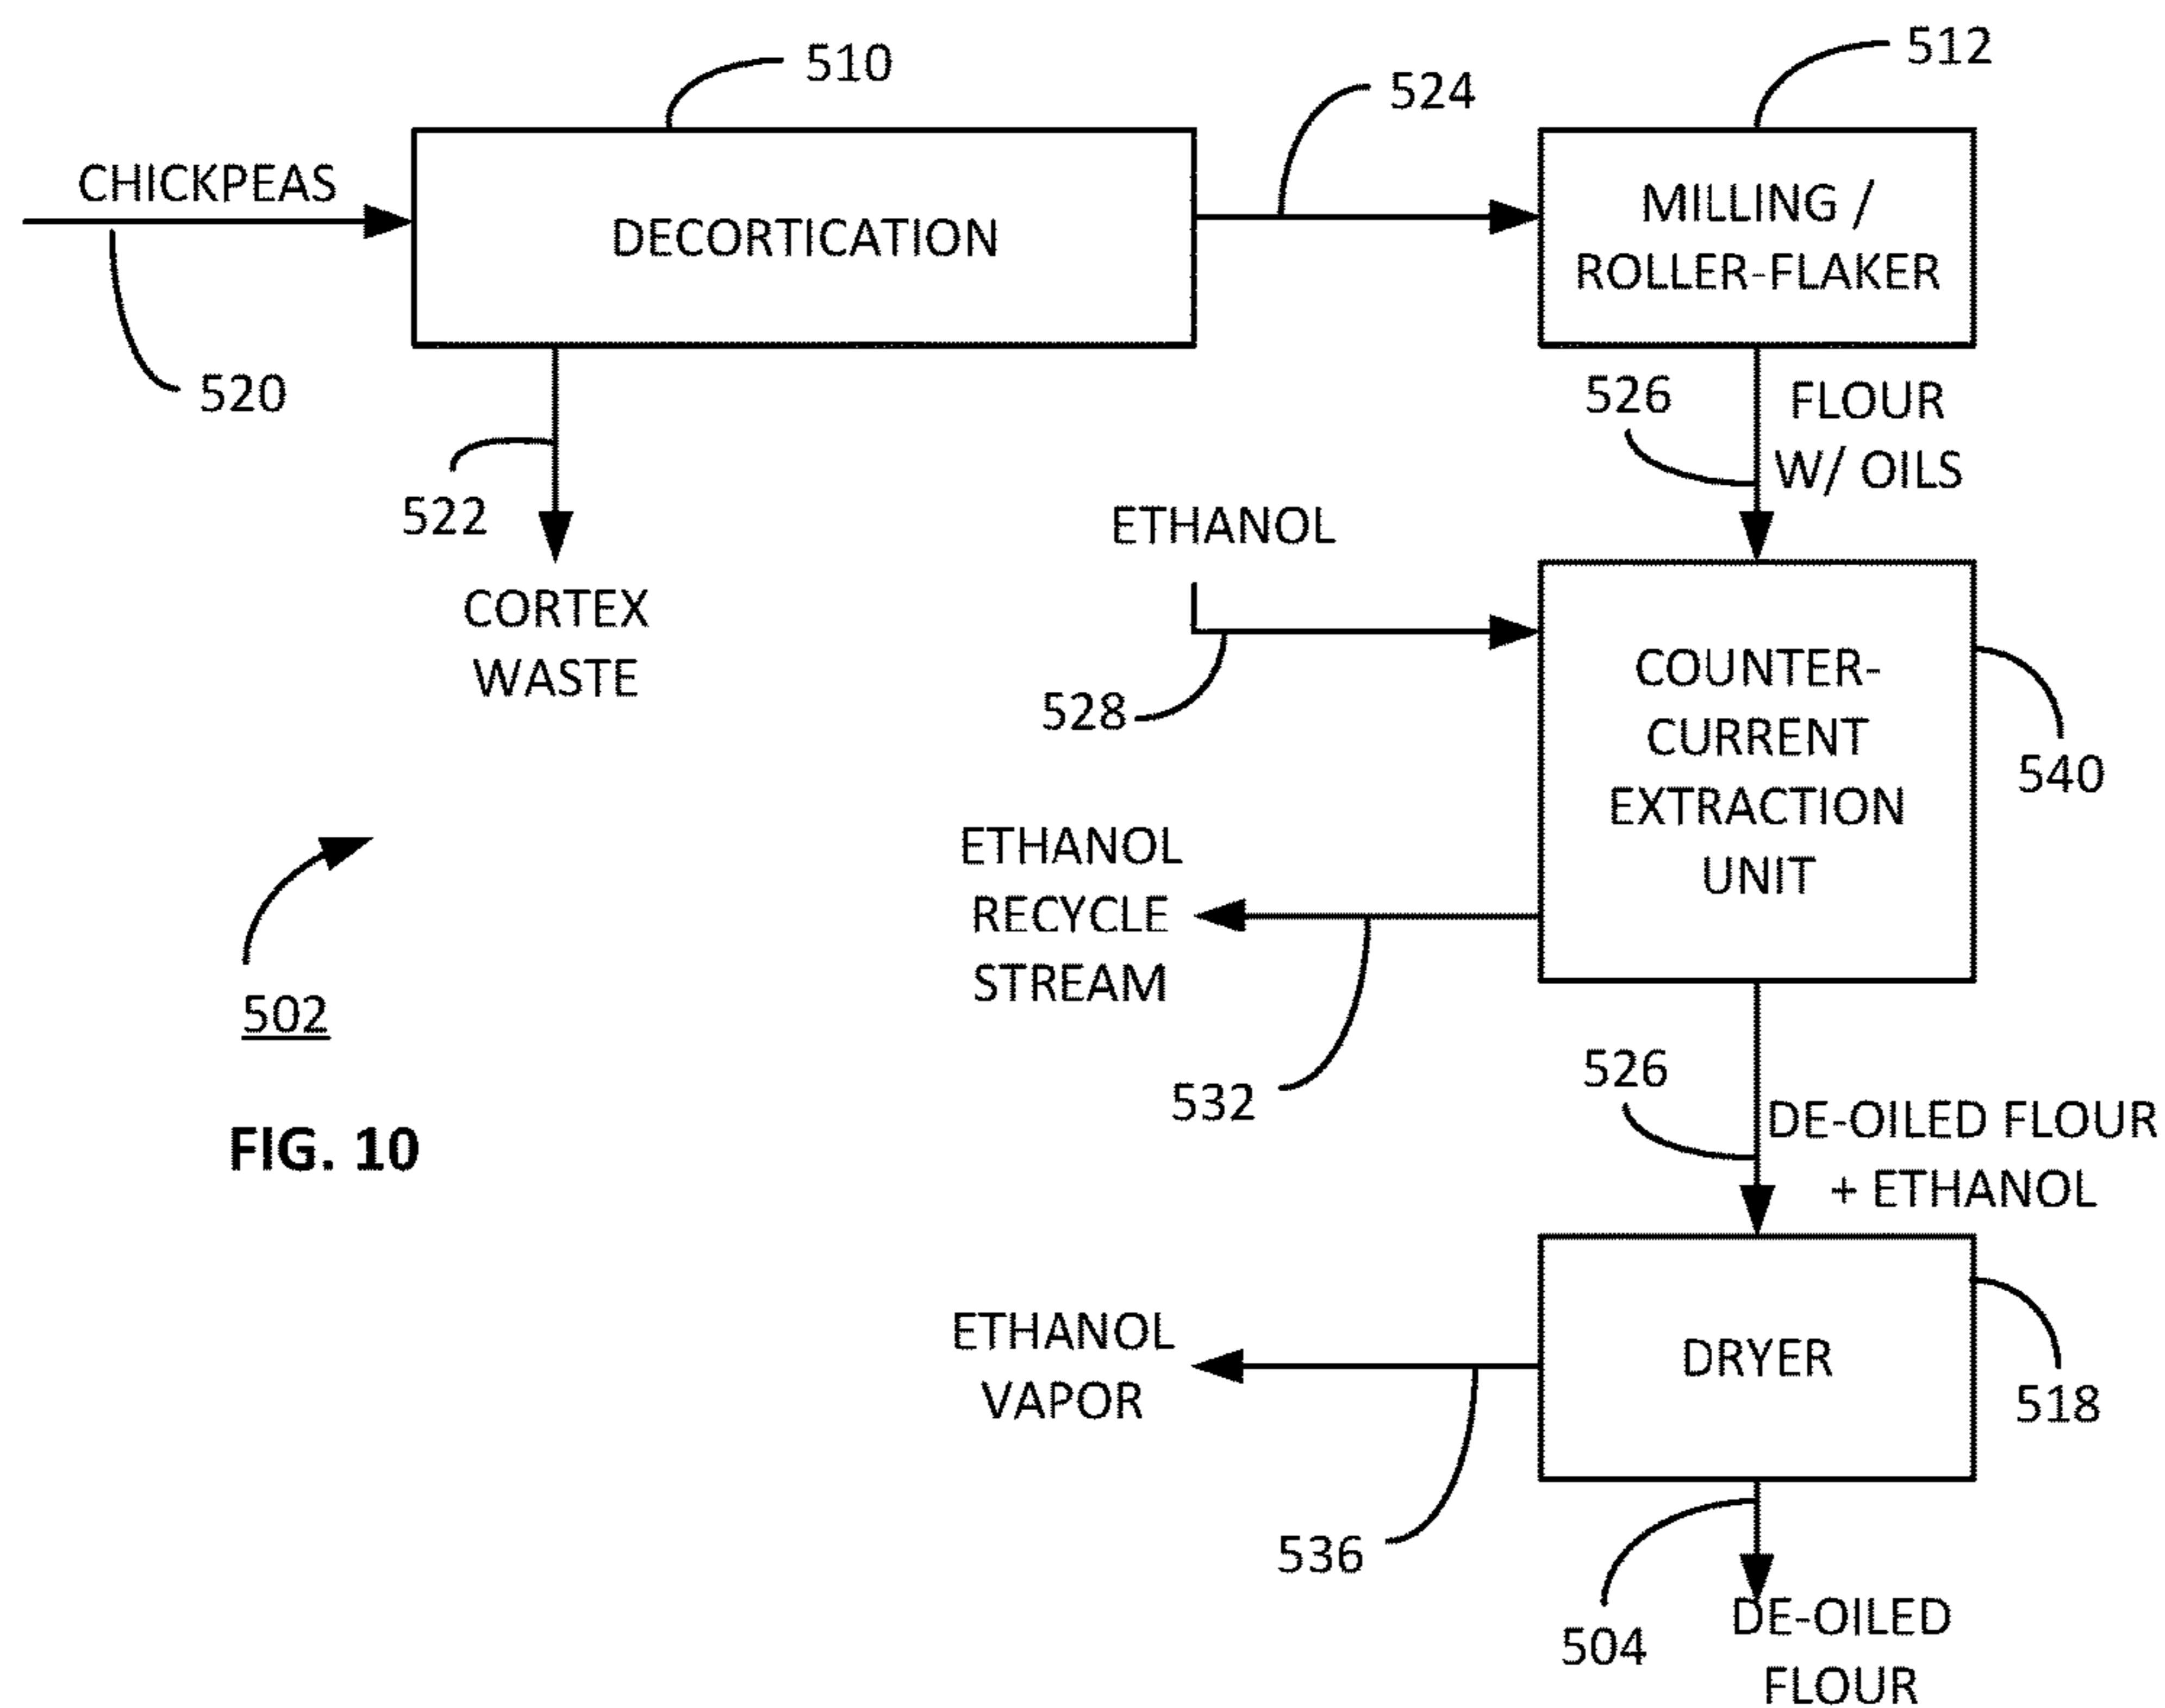 510
524
512
CHICKPEAS
DECORTICATION
MILLING /
ROLLER-FLAKER
520
522
CORTEX
WASTE
526
FLOUR
W/ OILS
ETHANOL
528
COUNTER-
CURRENT
EXTRACTION
UNIT
540
ETHANOL
RECYCLE
STREAM
532
502
FIG. 10
526
DE-OILED FLOUR
+ ETHANOL
ETHANOL
VAPOR
DRYER
518
536
504
DE-OILED
FLOUR